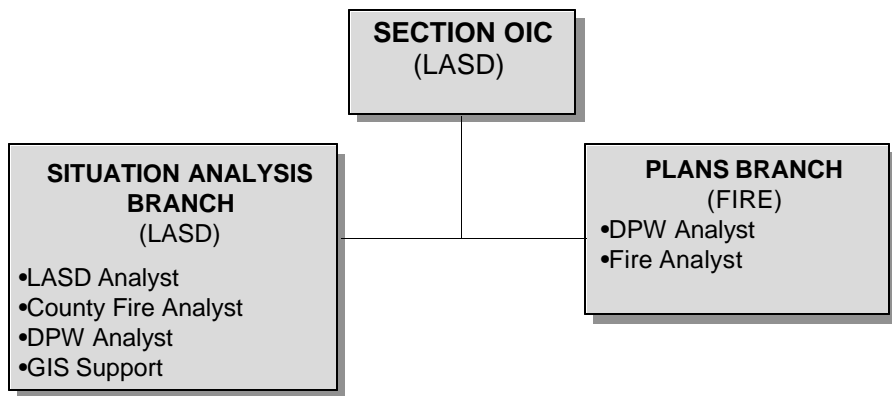 SECTION OIC
(LASD)
SITUATION ANALYSIS
BRANCH
(LASD)
•LASD Analyst
•County Fire Analyst
•DPW Analyst
•GIS Support
PLANS BRANCH
(FIRE)
•DPW Analyst
•Fire Analyst